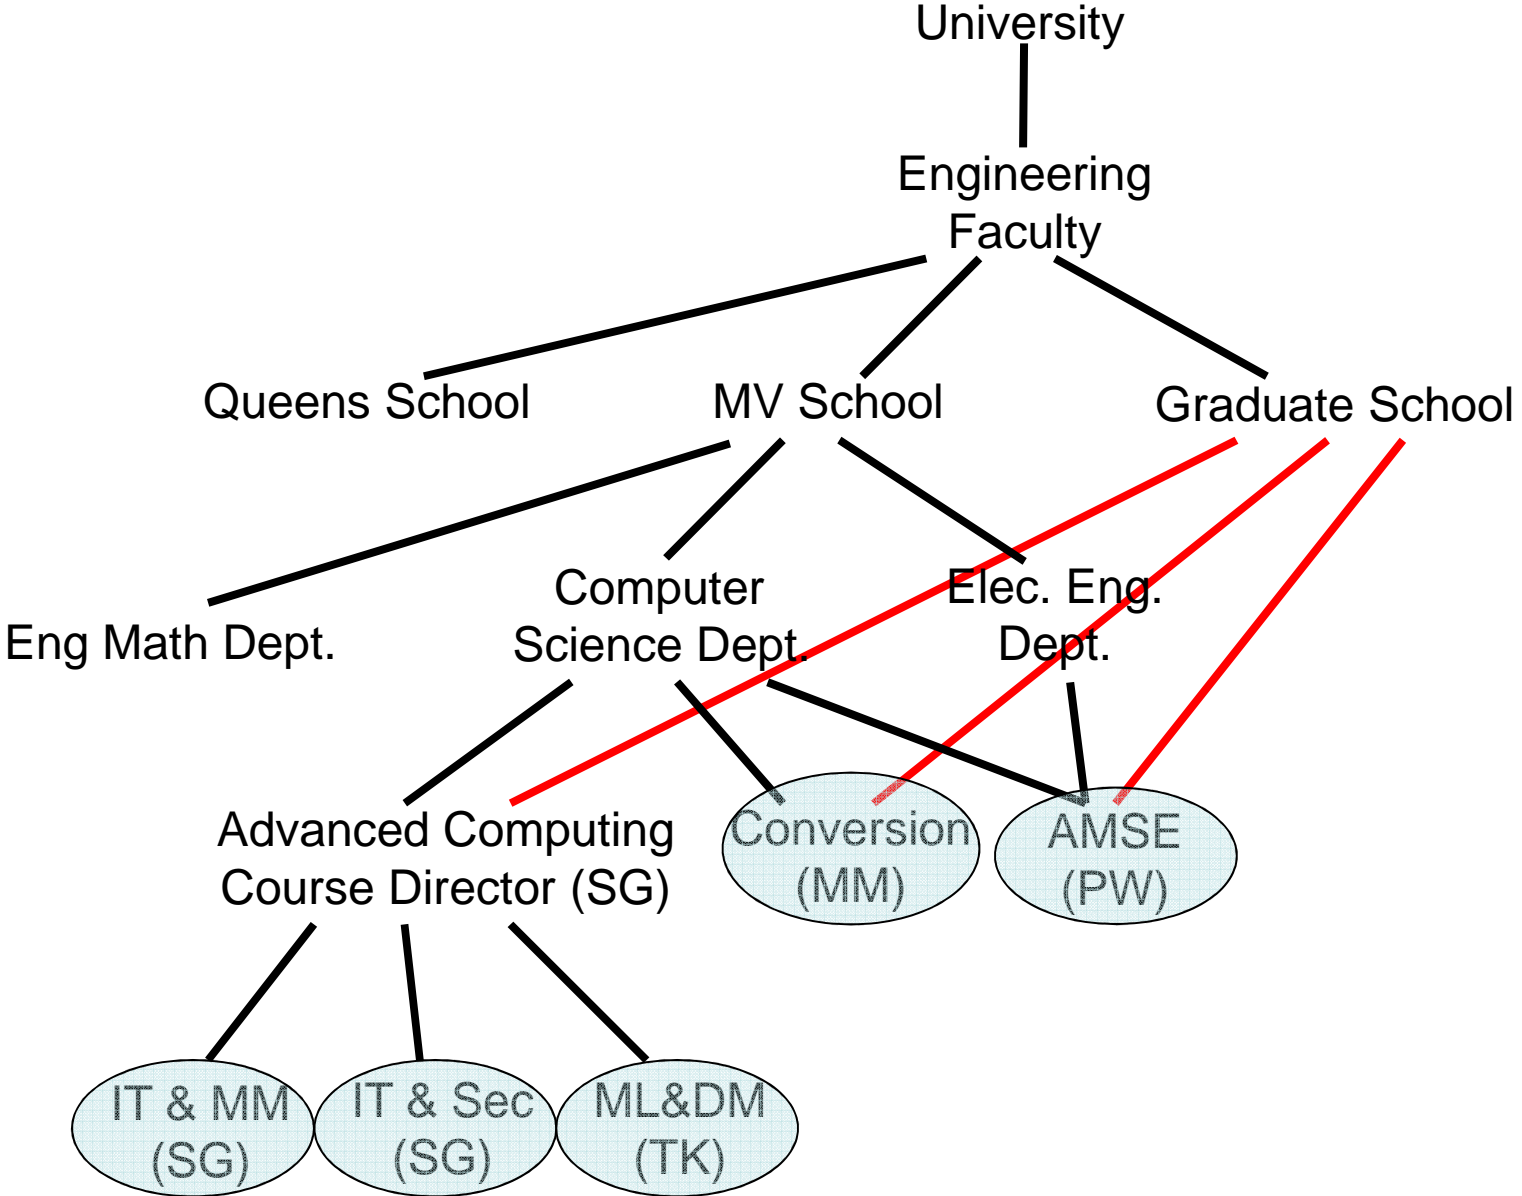 University
Engineering
Faculty
Queens School
MV School
Graduate School
Eng Math Dept.
Computer
Science Dept.
Elec. Eng.
Dept.
Advanced Computing
Course Director (SG)
Conversion
(MM)
AMSE
(PW)
IT & MM
(SG)
IT & Sec
(SG)
ML&DM
(TK)